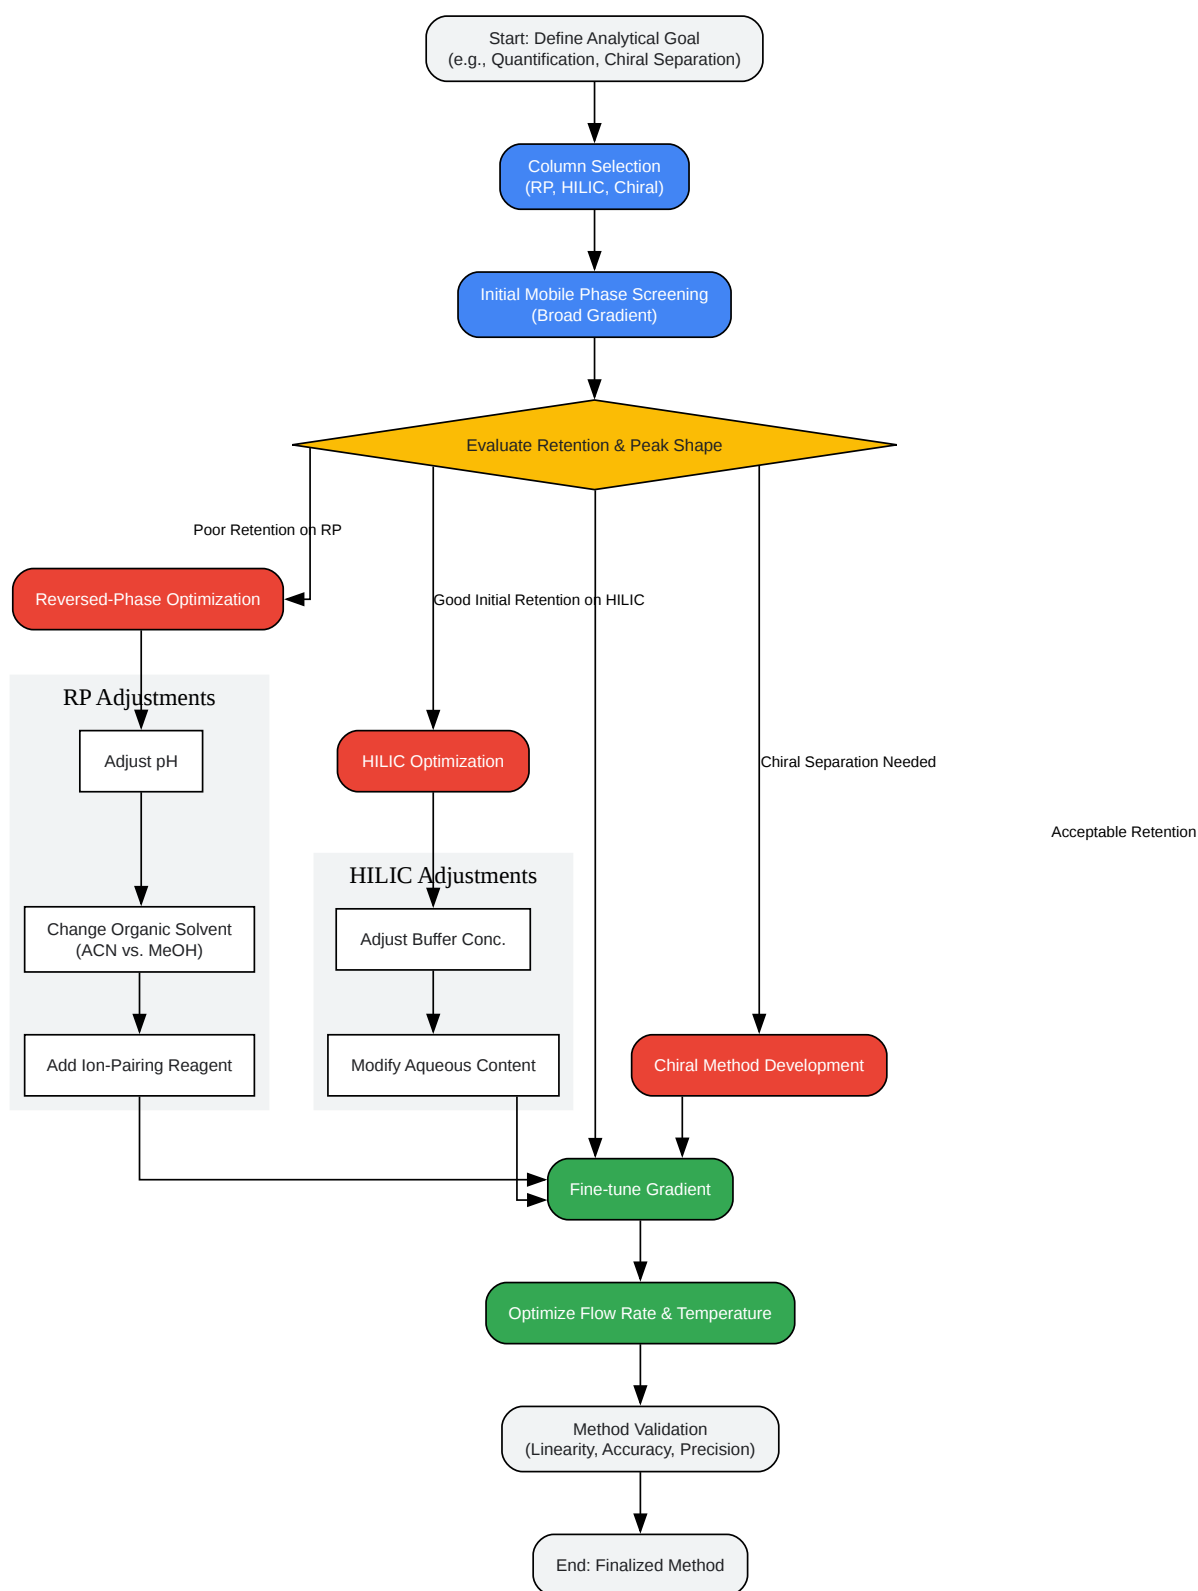 Start: Define Analytical Goal
(e.g., Quantification, Chiral Separation)
Column Selection
(RP, HILIC, Chiral)
Initial Mobile Phase Screening
(Broad Gradient)
Evaluate Retention & Peak Shape
Poor Retention on RP
Reversed-Phase Optimization
Good Initial Retention on HILIC
RP Adjustments
Adjust pH
HILIC Optimization
Chiral Separation Needed
Acceptable Retention
HILIC Adjustments
Change Organic Solvent
(ACN vs. MeOH)
Adjust Buffer Conc.
Add Ion-Pairing Reagent
Modify Aqueous Content
Chiral Method Development
Fine-tune Gradient
Optimize Flow Rate & Temperature
Method Validation
(Linearity, Accuracy, Precision)
End: Finalized Method